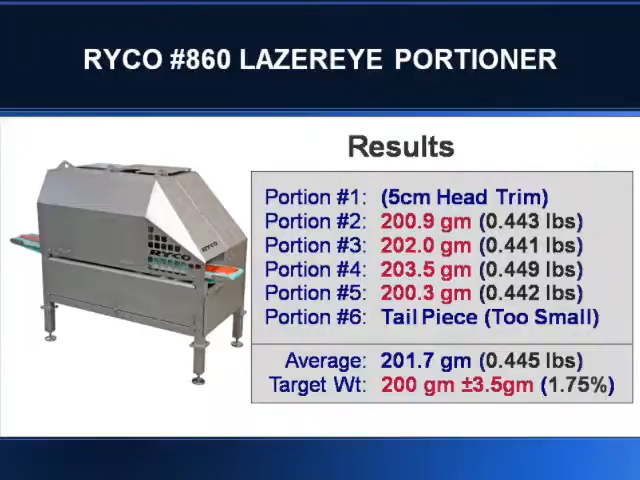 RYCO #860 LAZEREYE PORTIONER
Results
Portion #1: (5cm Head Trim)
Portion #2: 200.9 gm (0.443 lbs)
Portion #3: 202.0 gm (0.441 lbs)
Portion #4: 203.5 gm (0.449 lbs)
Portion #5: 200.3 gm (0.442 lbs)
Portion #6: Tail Piece (Too Small)
Average: 201.7 gm (0.445 lbs)
Target Wt: 200 gm ±3.5gm (1.75%)
RYCO
RYCO